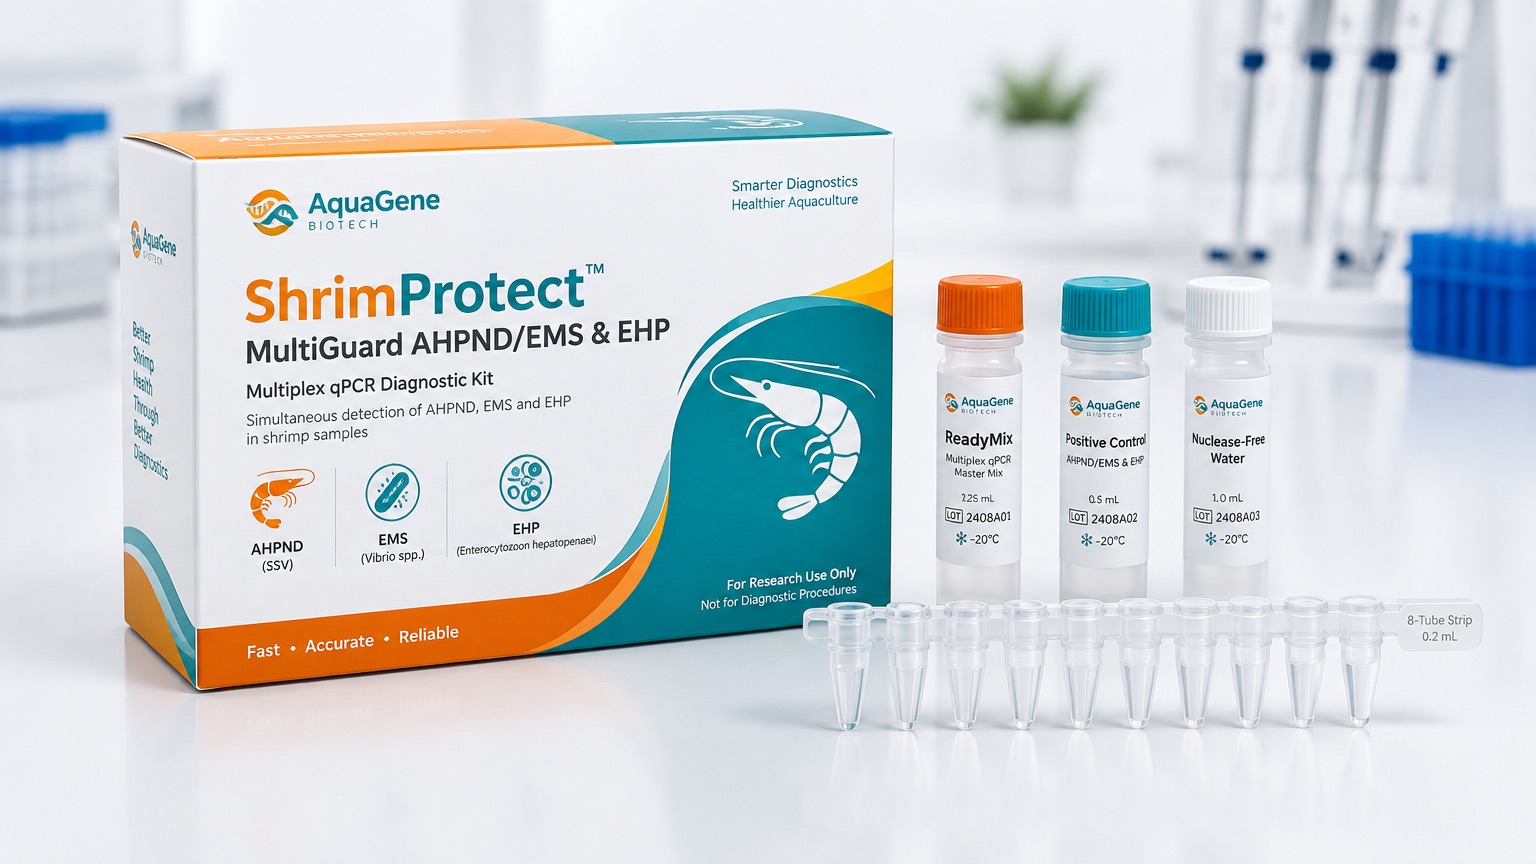 AquaGene
BIOTECH
Smarter Diagnostics
Healthier Aquaculture
ShrimProtect™
MultiGuard AHPND/EMS & EHP
Multiplex qPCR Diagnostic Kit
Simultaneous detection of AHPND, EMS and EHP
in shrimp samples
AHPND
(SSV)
EMS
(Vibrio spp.)
EHP
(Enterocytozoon hepatopenaei)
For Research Use Only
Not for Diagnostic Procedures
Fast • Accurate • Reliable
AquaGene
BIOTECH
Better
Shrimp
Health
Through
Better
Diagnostics
AquaGene
BIOTECH
ReadyMix
Multiplex qPCR
Master Mix
2.25 mL
LOT 2408A01
-20°C
AquaGene
BIOTECH
Positive Control
AHPND/EMS & EHP
0.5 mL
LOT 2408A02
-20°C
AquaGene
BIOTECH
Nuclease-Free
Water
1.0 mL
LOT 2408A03
-20°C
8-Tube Strip
0.2 mL